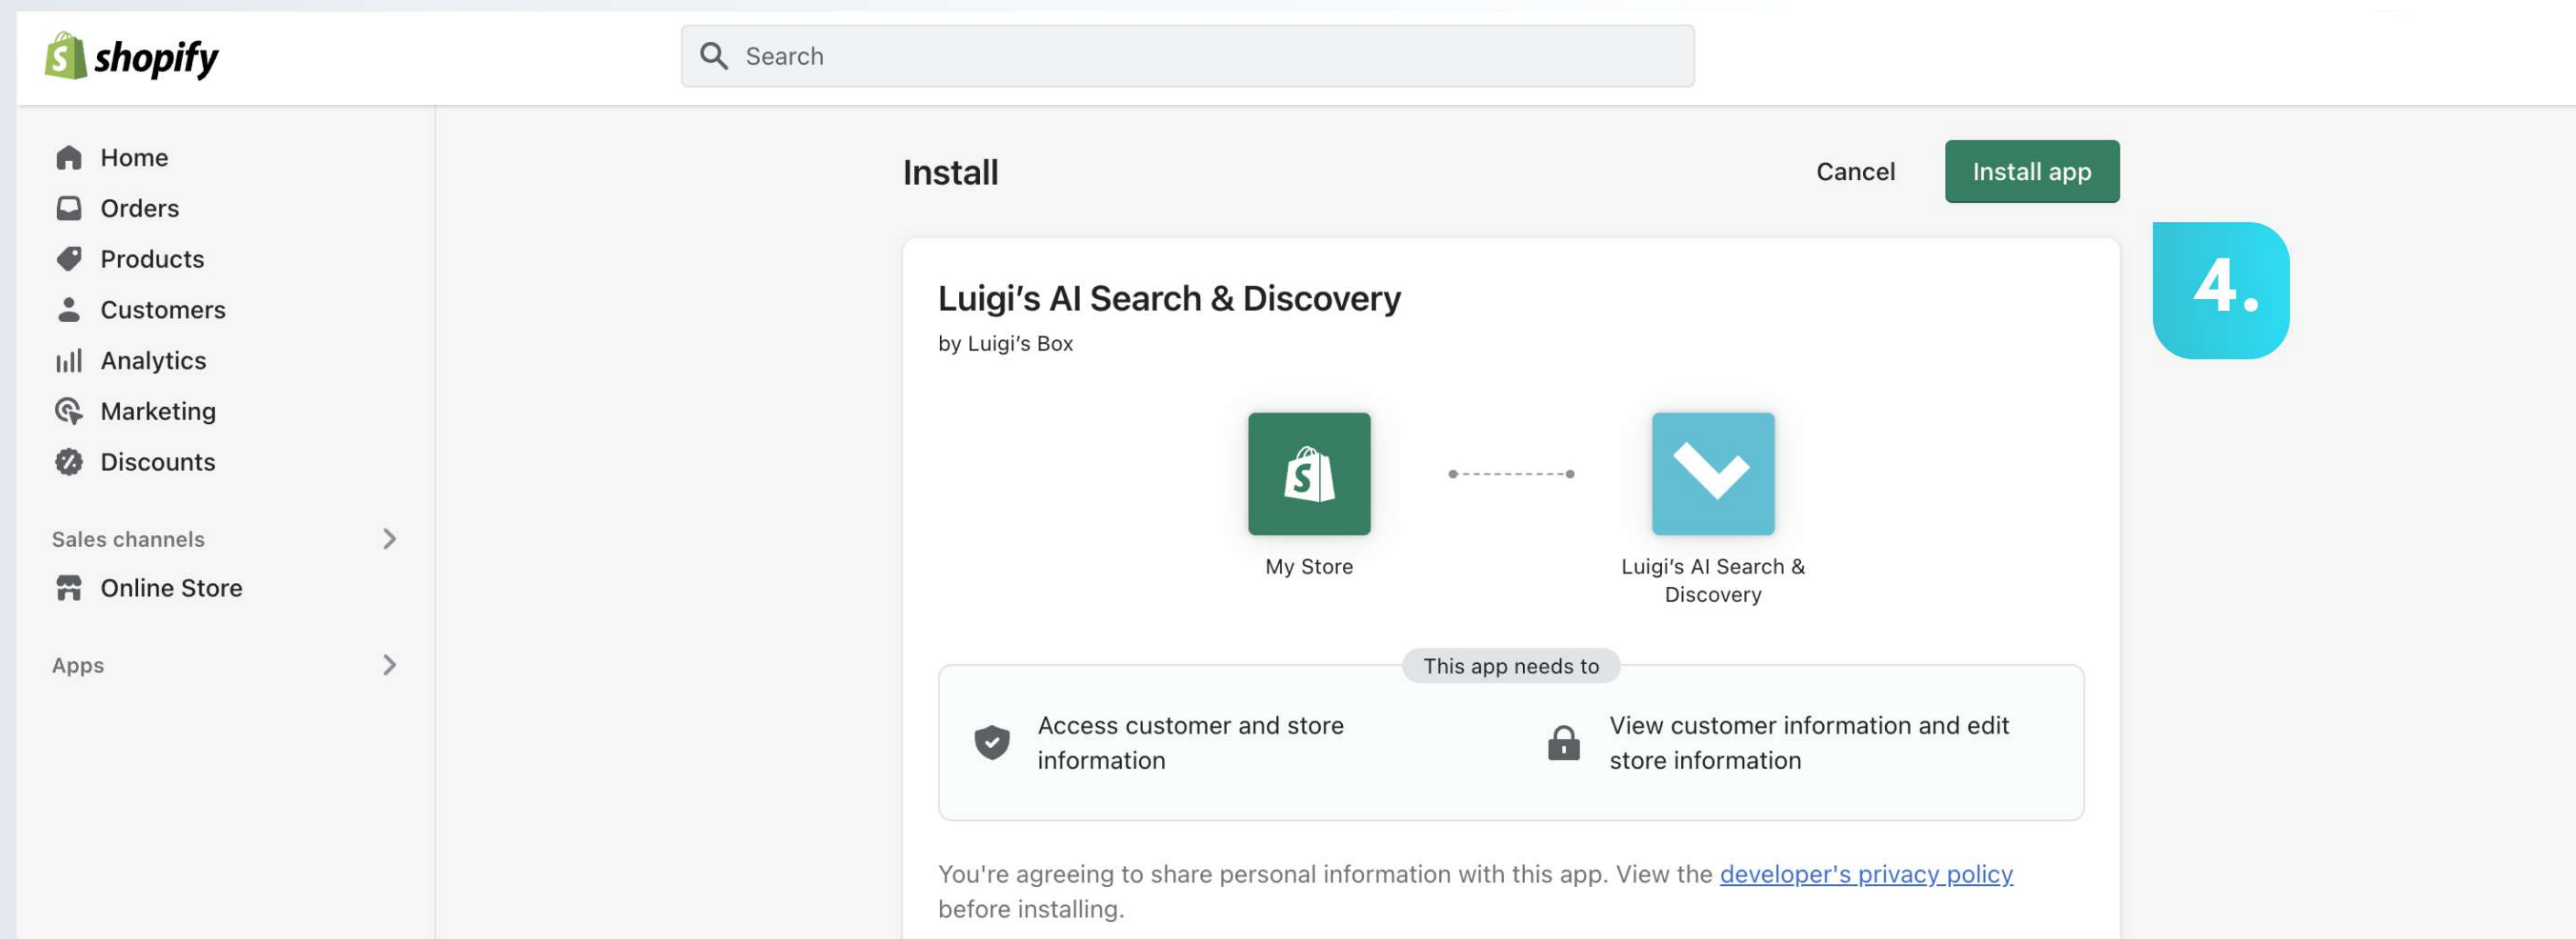 shopify
Search
Home
Orders
Products
Customers
Analytics
Marketing
Discounts
Sales channels
Online Store
Apps
Install
Cancel
Install app
4.
Luigi's AI Search & Discovery
by Luigi's Box
My Store
Luigi's AI Search &
Discovery
This app needs to
Access customer and store
information
View customer information and edit
store information
You're agreeing to share personal information with this app. View the developer's privacy policy
before installing.